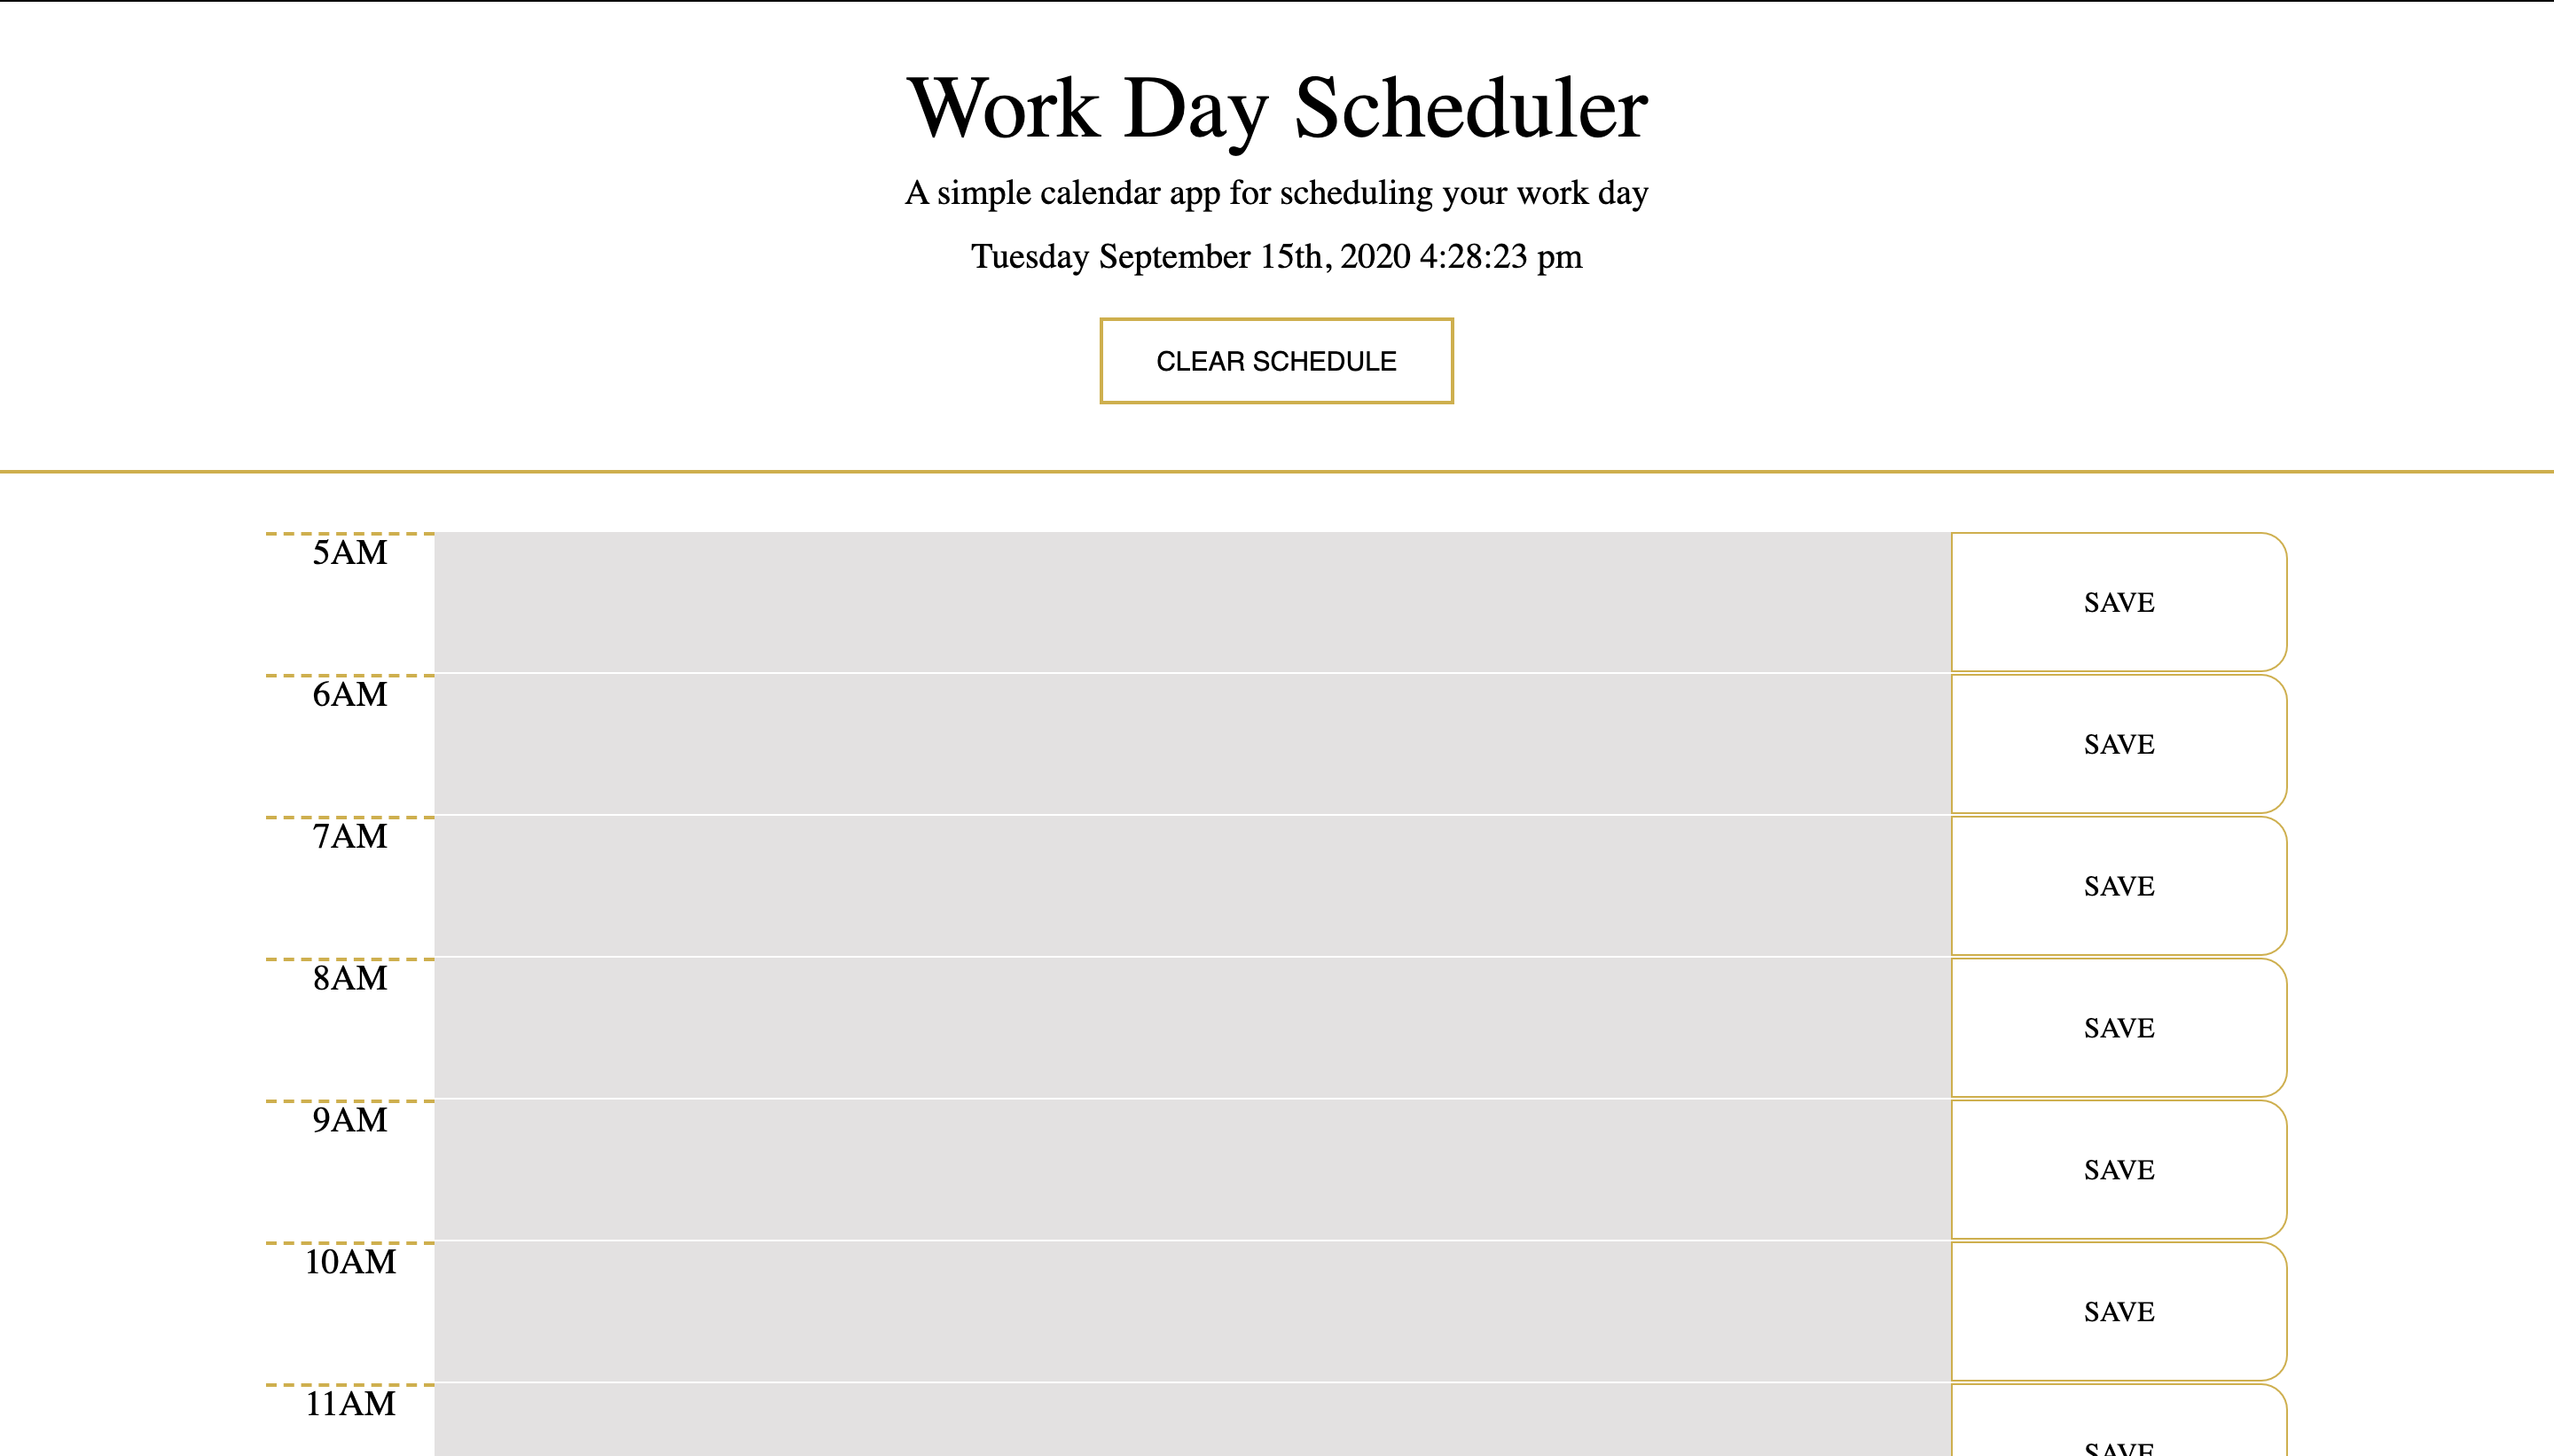 Work Day Scheduler
A simple calendar app for scheduling your work day
Tuesday September 15th, 2020 4:28:23 pm
CLEAR SCHEDULE
5AM
SAVE
6AM
SAVE
7AM
SAVE
8AM
SAVE
9AM
SAVE
10AM
SAVE
11AM
SAVE